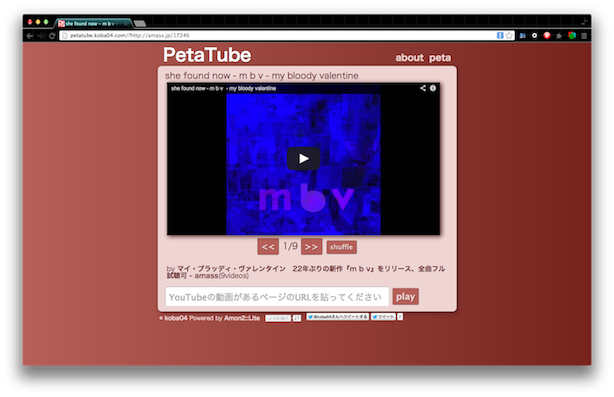 she found now - m b v - m
petatube.koba04.com/?http://amass.jp/17246
PetaTube
about peta
she found now - m b v - my bloody valentine
she found now - m b v - my bloody valentine
m b v
<< 1/9 >> shuffle
by マイ・ブラッディ・ヴァレンタイン 22年ぶりの新作『m b v』をリリース、全曲フル
試聴可 - amass(9videos)
YouTubeの動画があるページのURLを貼ってください play
© koba04 Powered by Amon2::Lite
@koba04さんへツイートする ツイート